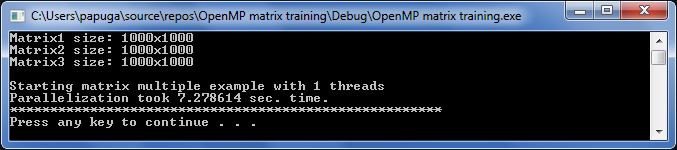 C:\Users\papuga\source\repos\OpenMP matrix training\Debug\OpenMP matrix training.exe
Matrix1 size: 1000x1000
Matrix2 size: 1000x1000
Matrix3 size: 1000x1000
Starting matrix multiple example with 1 threads
Parallelization took 7.278614 sec. time.
******************************************************
Press any key to continue . . .